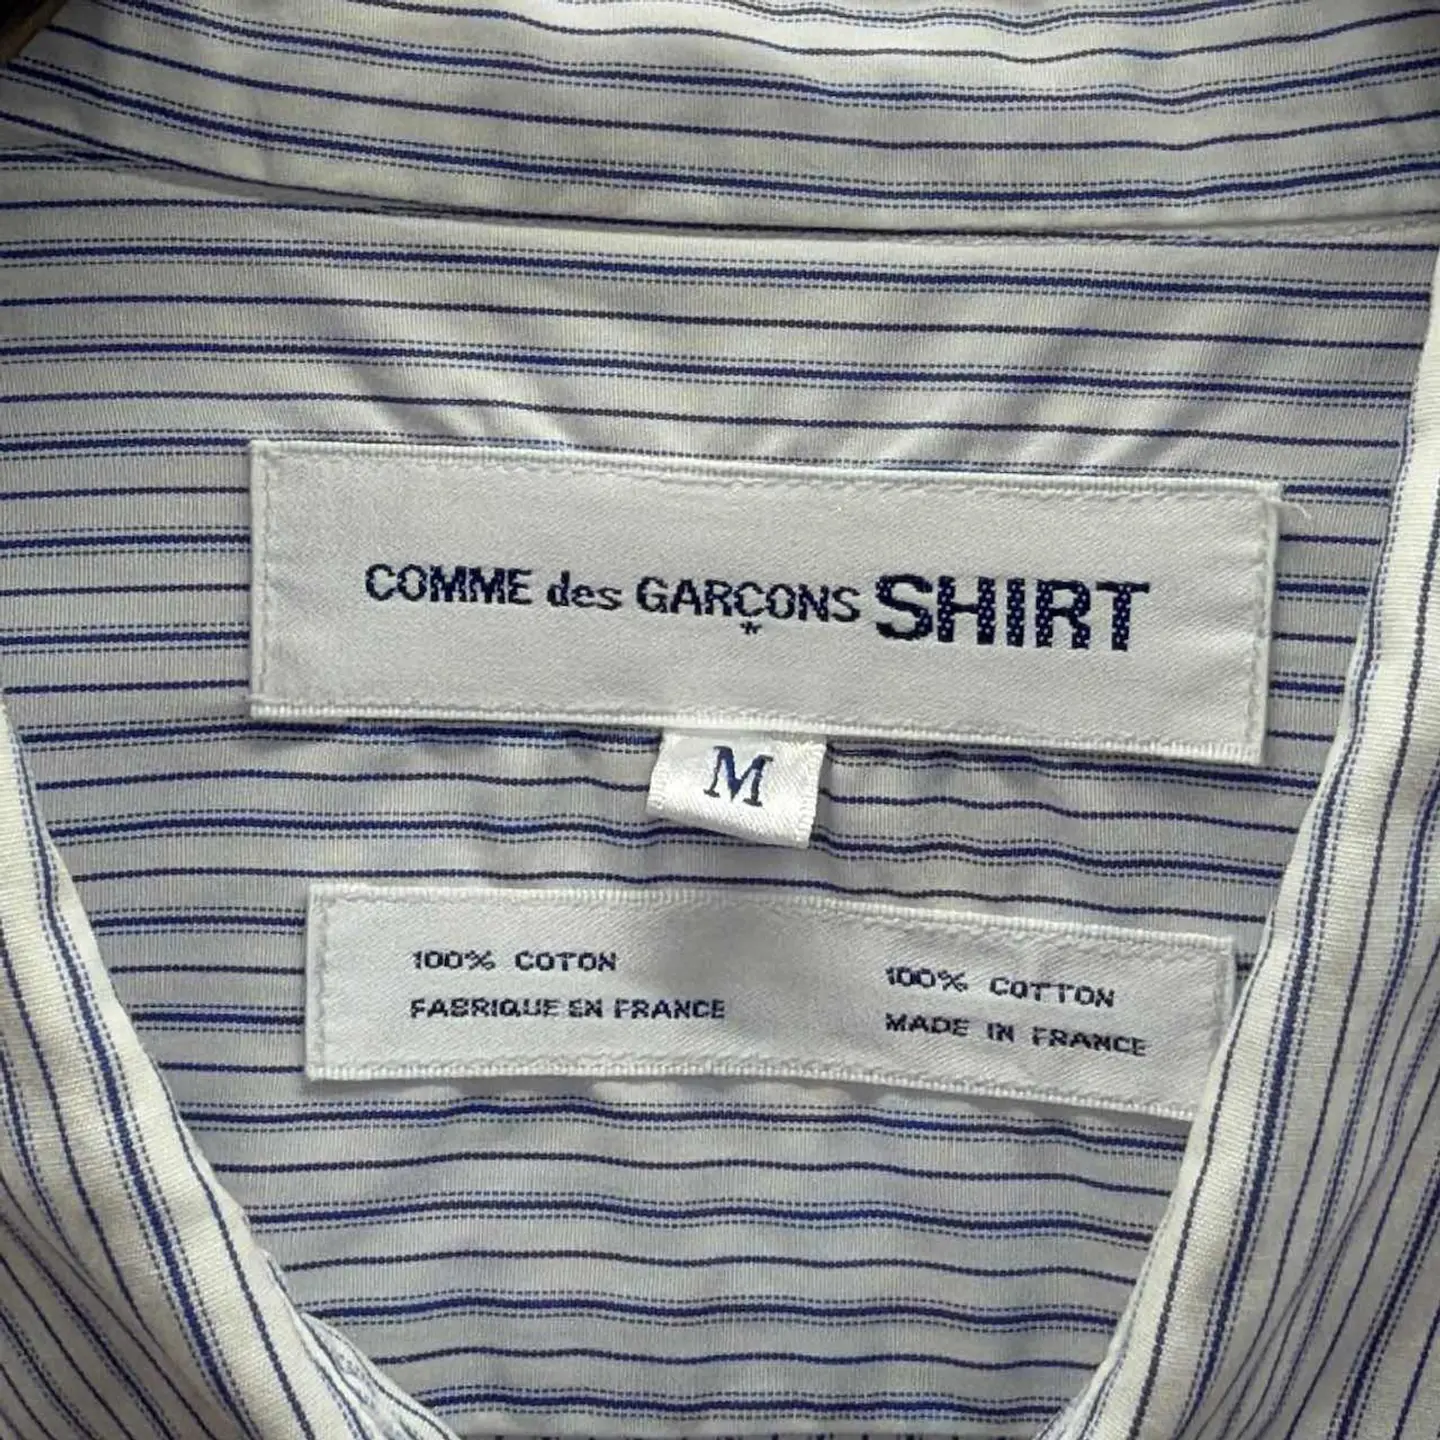 COMME des GARÇONS SHIRT
M
100% COTON
FABRIQUE EN FRANCE
100% COTTON
MADE IN FRANCE